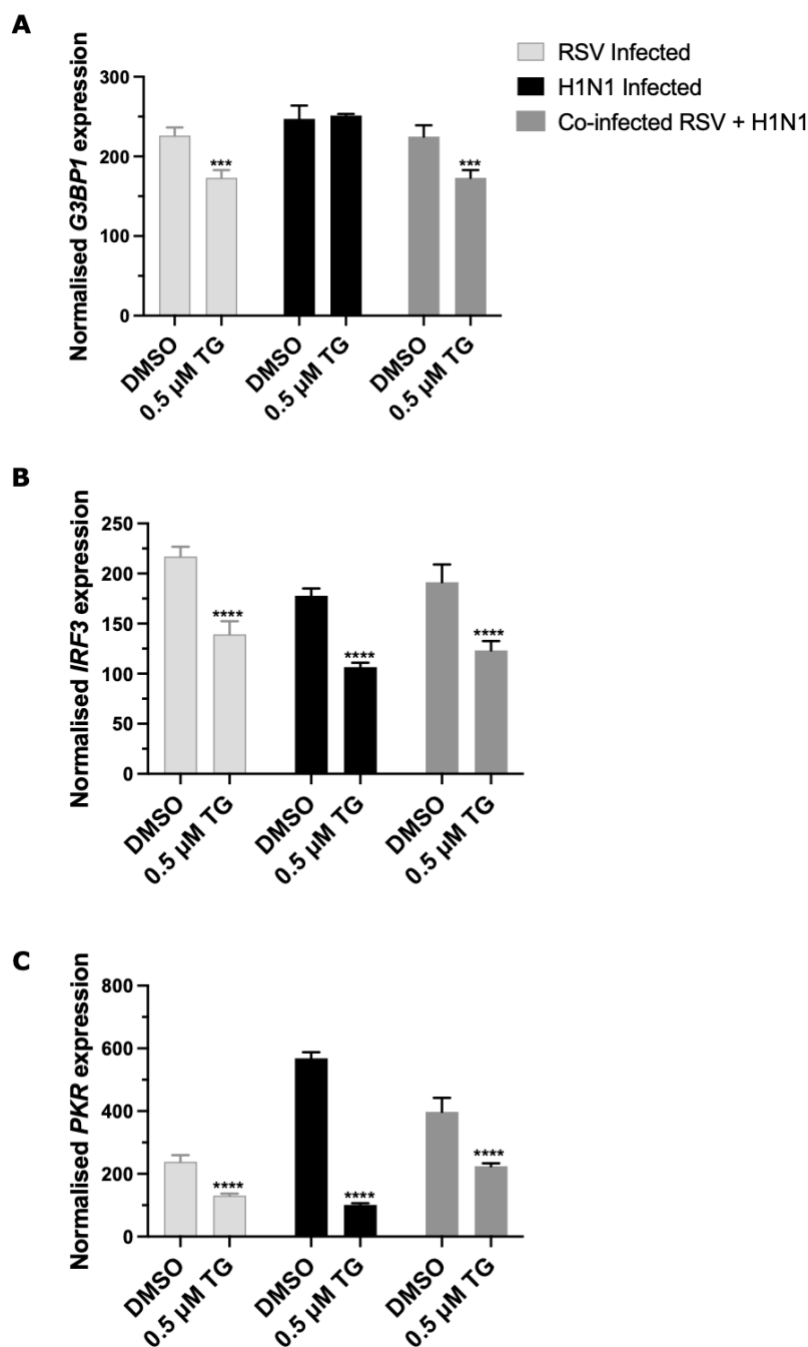 A
RSV Infected
H1N1 Infected
Co-infected RSV + H1N1
Normalised G3BP1 expression
300
200
100
0
***
***
DMSO
0.5 µM TG
DMSO
0.5 µM TG
DMSO
0.5 µM TG
B
Normalised IRF3 expression
250
200
150
100
50
0
****
****
****
DMSO
0.5 µM TG
DMSO
0.5 µM TG
DMSO
0.5 µM TG
C
Normalised PKR expression
800
600
400
200
0
****
****
****
DMSO
0.5 µM TG
DMSO
0.5 µM TG
DMSO
0.5 µM TG